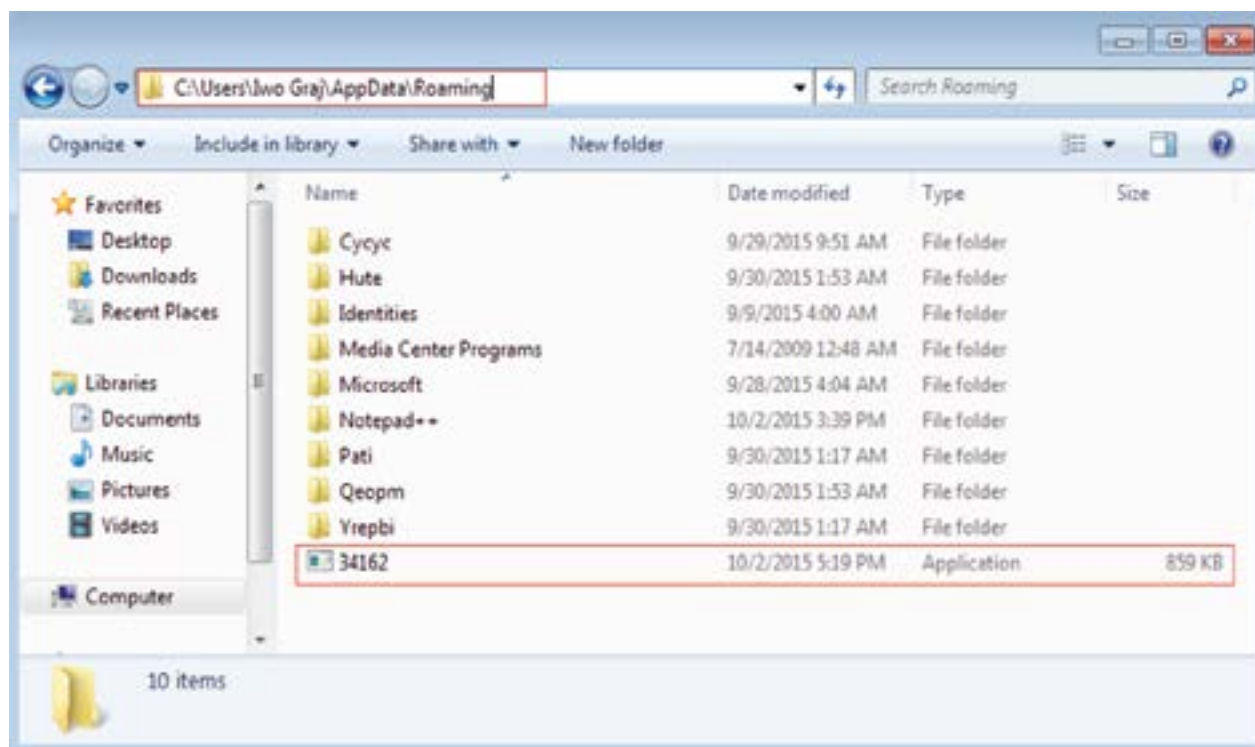 C:\Users\Iwo Graj\AppData\Roaming
Search Roaming
Organize Include in library Share with New folder
Name Date modified Type Size
Favorites
Desktop
Downloads
Recent Places
Libraries
Documents
Music
Pictures
Videos
Computer
Cycyc 9/29/2015 9:51 AM File folder
Hute 9/30/2015 1:53 AM File folder
Identities 9/9/2015 4:00 AM File folder
Media Center Programs 7/14/2009 12:48 AM File folder
Microsoft 9/28/2015 4:04 AM File folder
Notepad++ 10/2/2015 3:39 PM File folder
Pati 9/30/2015 1:17 AM File folder
Qeopm 9/30/2015 1:53 AM File folder
Yrepbi 9/30/2015 1:17 AM File folder
34162 10/2/2015 5:19 PM Application 859 KB
10 items